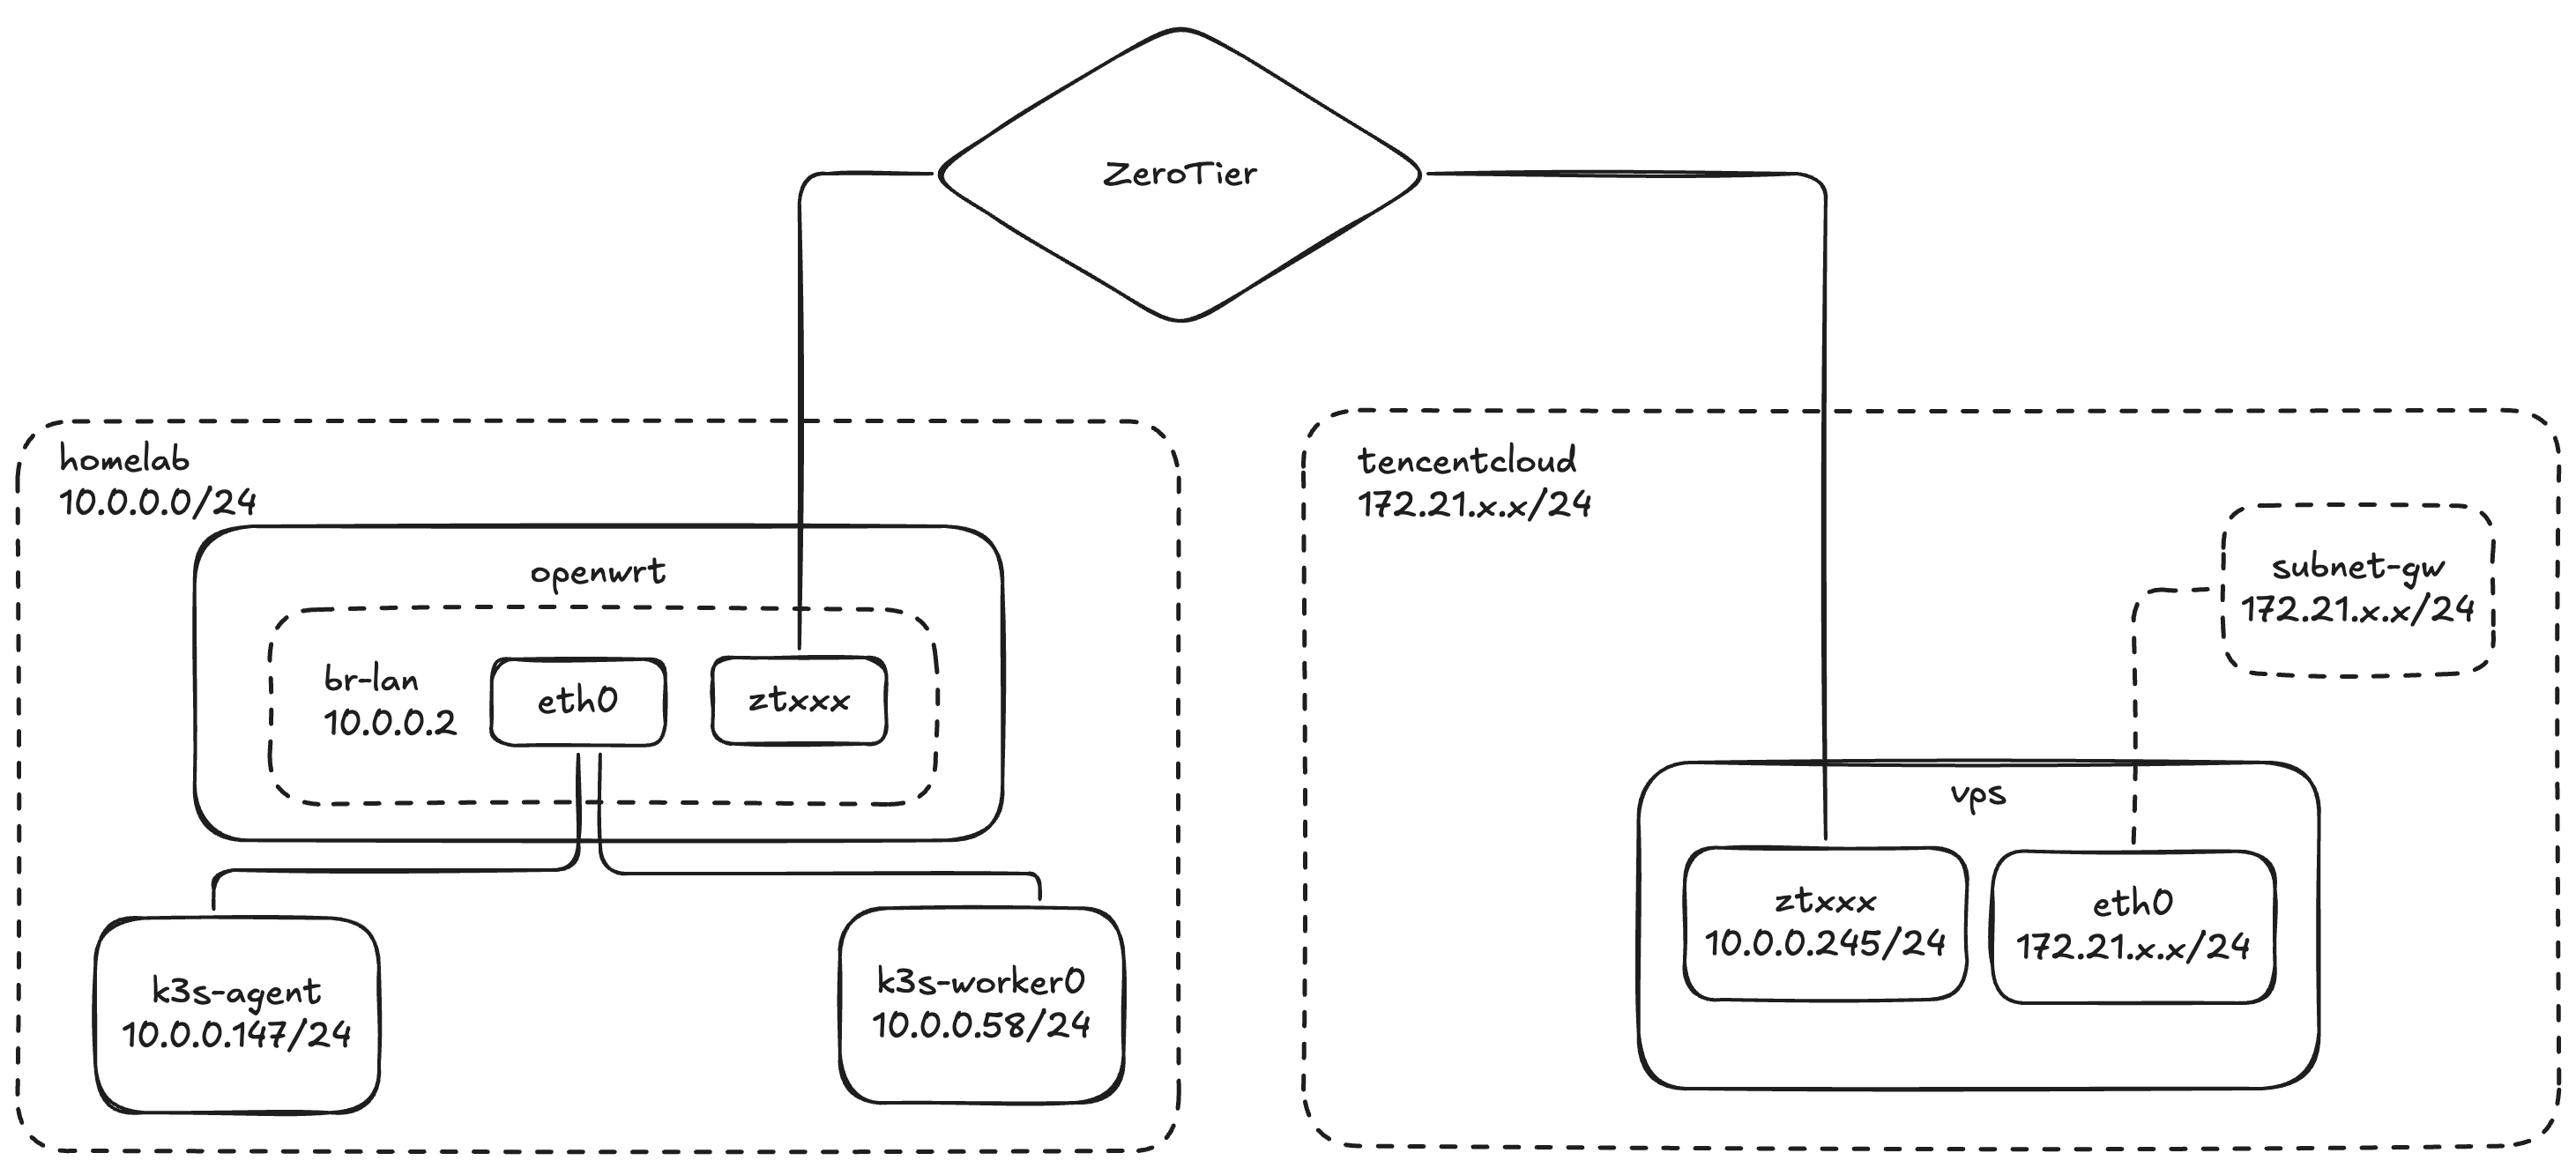 ZeroTier
homelab
10.0.0.0/24
openwrt
br-lan
10.0.0.2
eth0
ztxxx
k3s-agent
10.0.0.147/24
k3s-worker0
10.0.0.58/24
tencentcloud
172.21.x.x/24
subnet-gw
172.21.x.x/24
vps
ztxxx
10.0.0.245/24
eth0
172.21.x.x/24